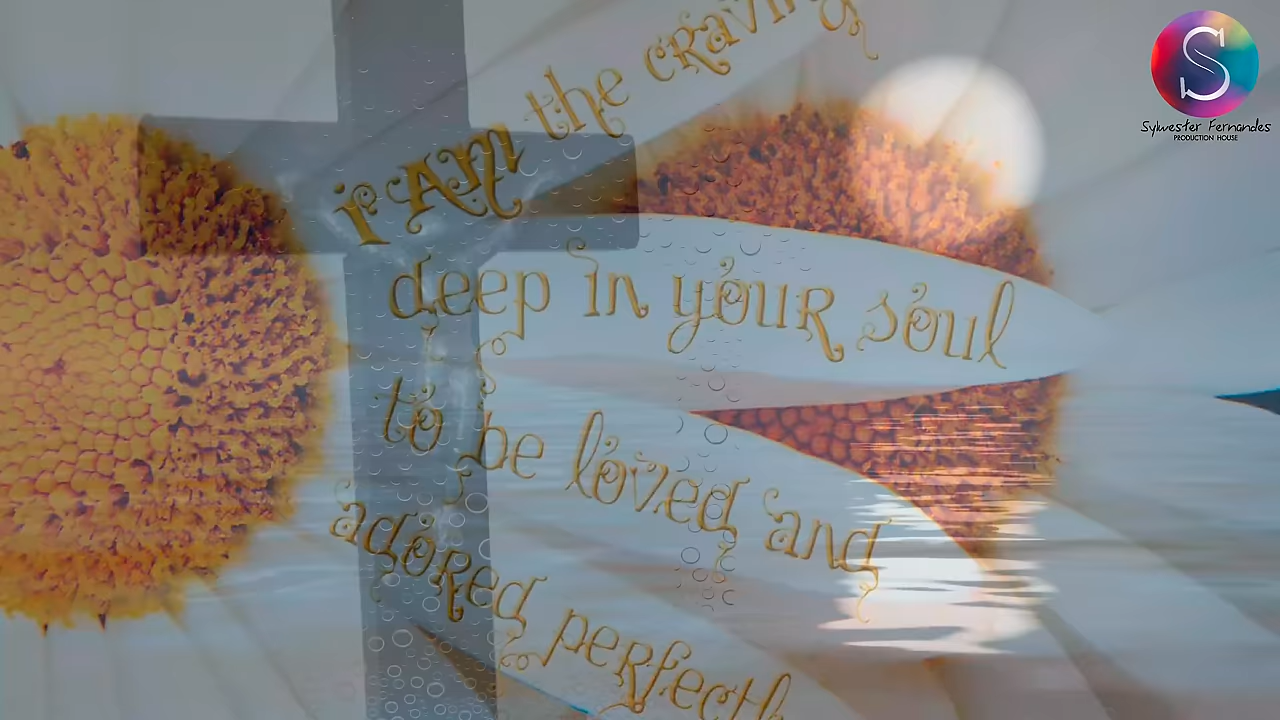 i AM the craving
deep in your soul
to be loved and
adored perfectly
S
Sylwester Fernandes
PRODUCTION HOUSE